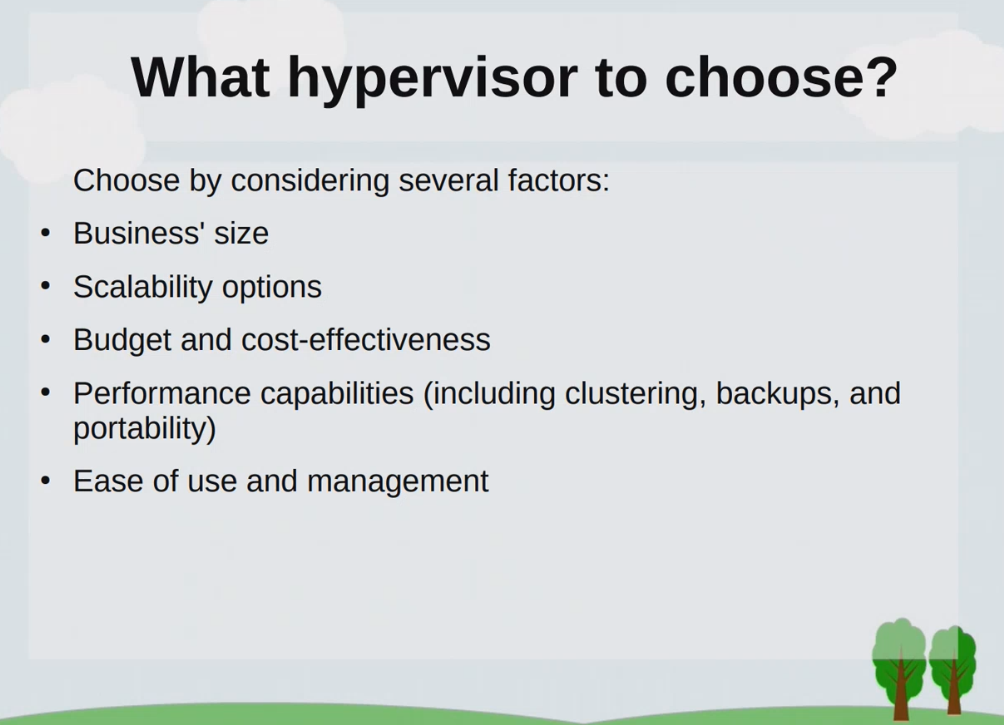 What hypervisor to choose?
Choose by considering several factors:
• Business' size
• Scalability options
• Budget and cost-effectiveness
• Performance capabilities (including clustering, backups, and
portability)
• Ease of use and management